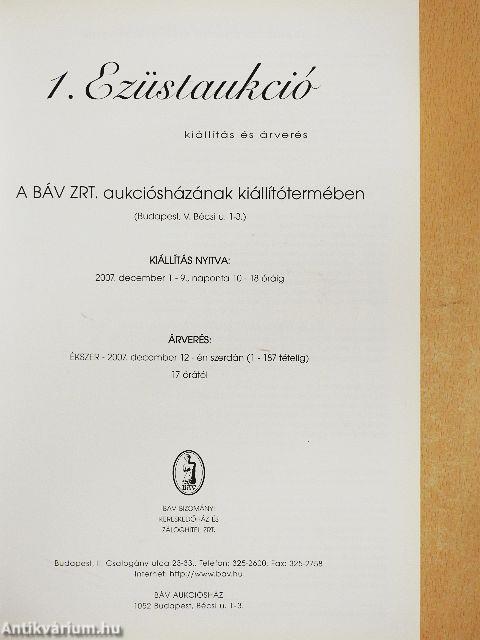 1. Ezüstaukció
kiállítás és árverés
A BÁV ZRT. aukciósházának kiállítótermében
(Budapest, V. Bécsi u. 1-3.)
KIÁLLÍTÁS NYITVA:
2007. december 1 - 9., naponta 10 - 18 óráig
ÁRVERÉS:
ÉKSZER - 2007. december 12 - én szerdán (1 - 187 tételig)
17 órától
BÁV
BÁV BIZOMÁNYI
KERESKEDŐHÁZ ÉS
ZÁLOGHITEL ZRT.
Budapest, II. Csalogány utca 23-33., Telefon: 325-2600, Fax: 325-2758
Internet: http://www.bav.hu
BÁV AUKCIÓSHÁZ
1052 Budapest, Bécsi u. 1-3.
Antikvárium.hu